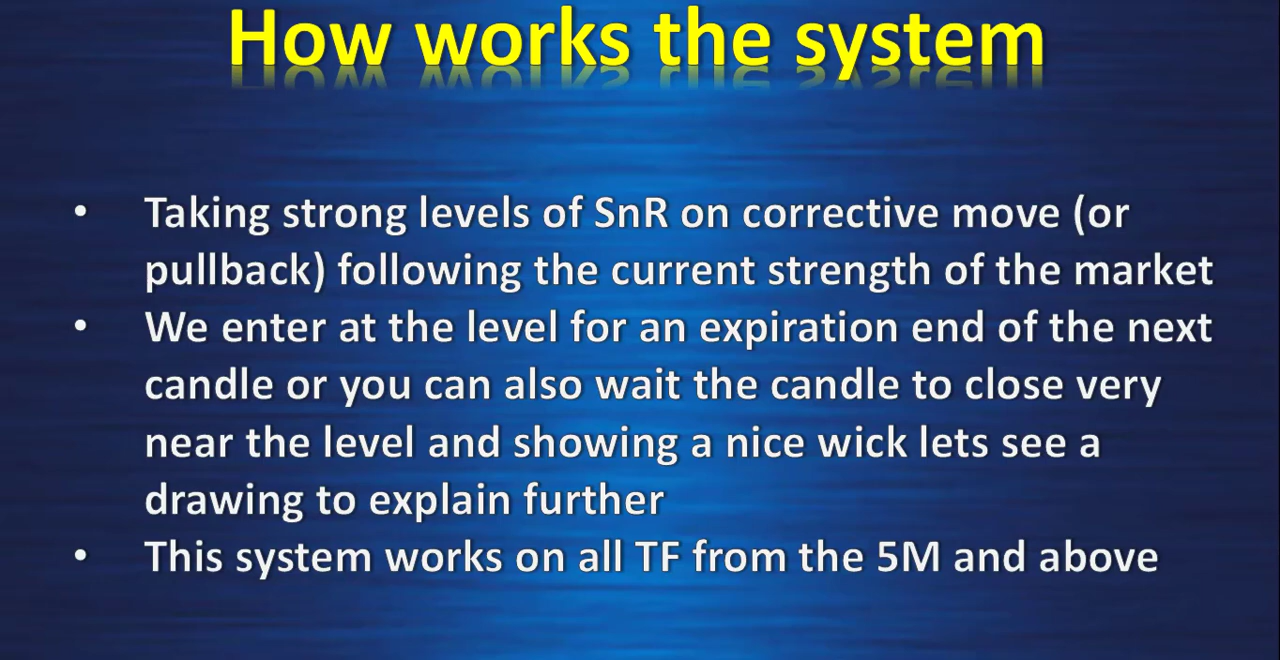 How works the system
• Taking strong levels of SnR on corrective move (or
pullback) following the current strength of the market
• We enter at the level for an expiration end of the next
candle or you can also wait the candle to close very
near the level and showing a nice wick lets see a
drawing to explain further
• This system works on all TF from the 5M and above